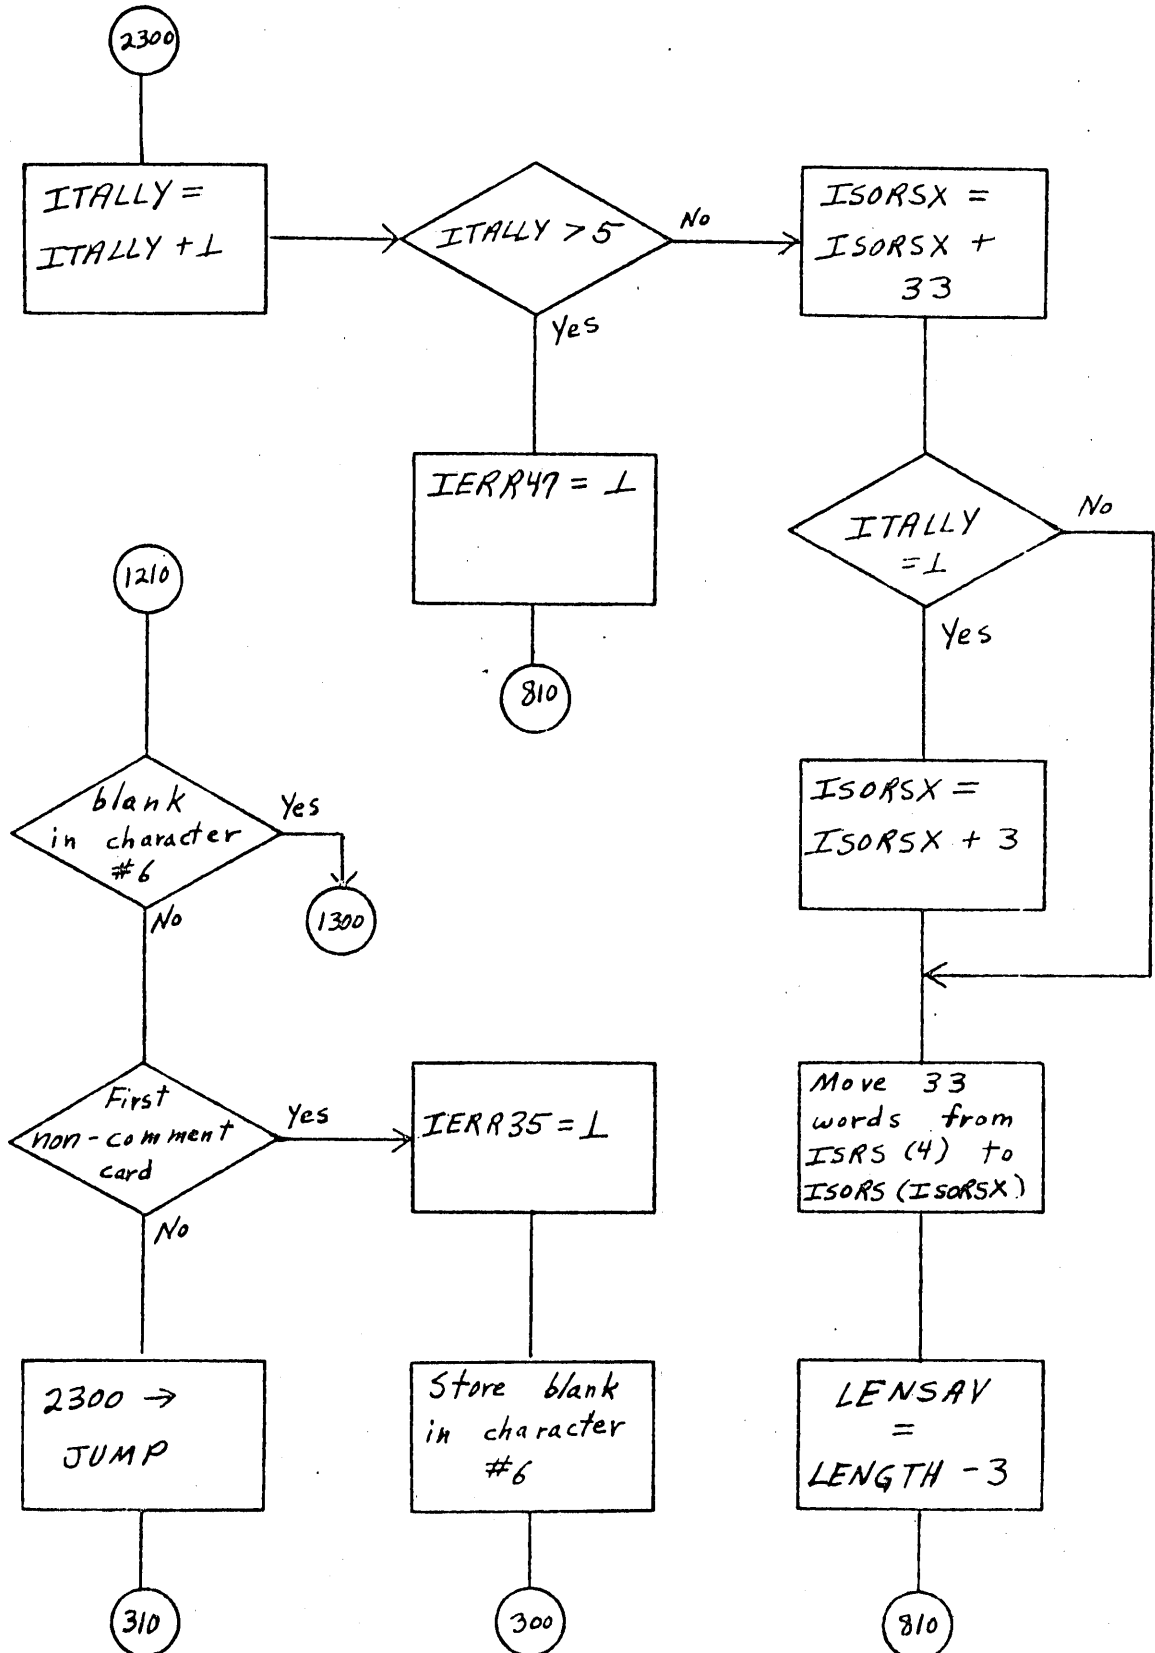 2300
ITALLY =
ITALLY + 1
ITALLY > 5
No
Yes
ISORSX =
ISORSX +
33
IERR47 = 1
810
ITALLY
= 1
No
Yes
ISORSX =
ISORSX + 3
Move 33
words from
ISRS (4) to
ISORS (ISORSX)
LENSAV
=
LENGTH - 3
810
1210
blank
in character
#6
Yes
1300
No
First
non-comment
card
Yes
IERR35 = 1
Store blank
in character
#6
300
No
2300 →
JUMP
310